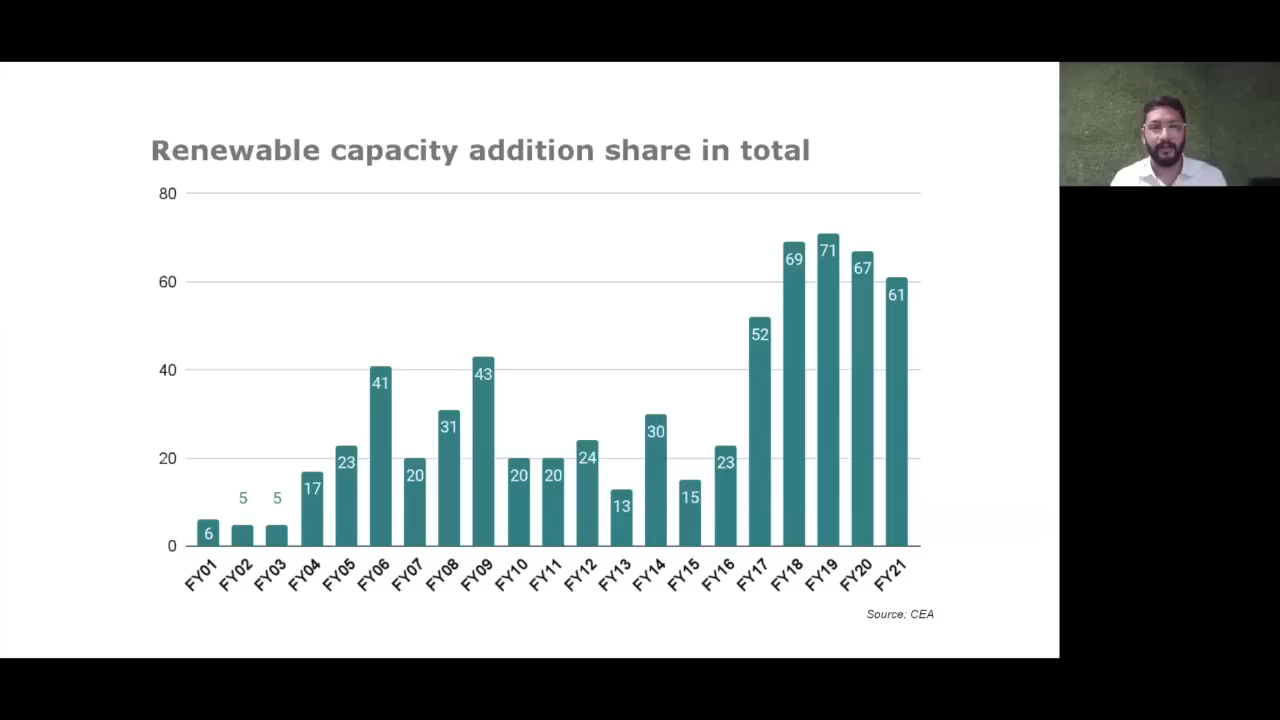 Renewable capacity addition share in total
80
60
40
20
0
6
5
5
17
23
41
20
31
43
20
20
24
13
30
15
23
52
69
71
67
61
FY01
FY02
FY03
FY04
FY05
FY06
FY07
FY08
FY09
FY10
FY11
FY12
FY13
FY14
FY15
FY16
FY17
FY18
FY19
FY20
FY21
Source: CEA